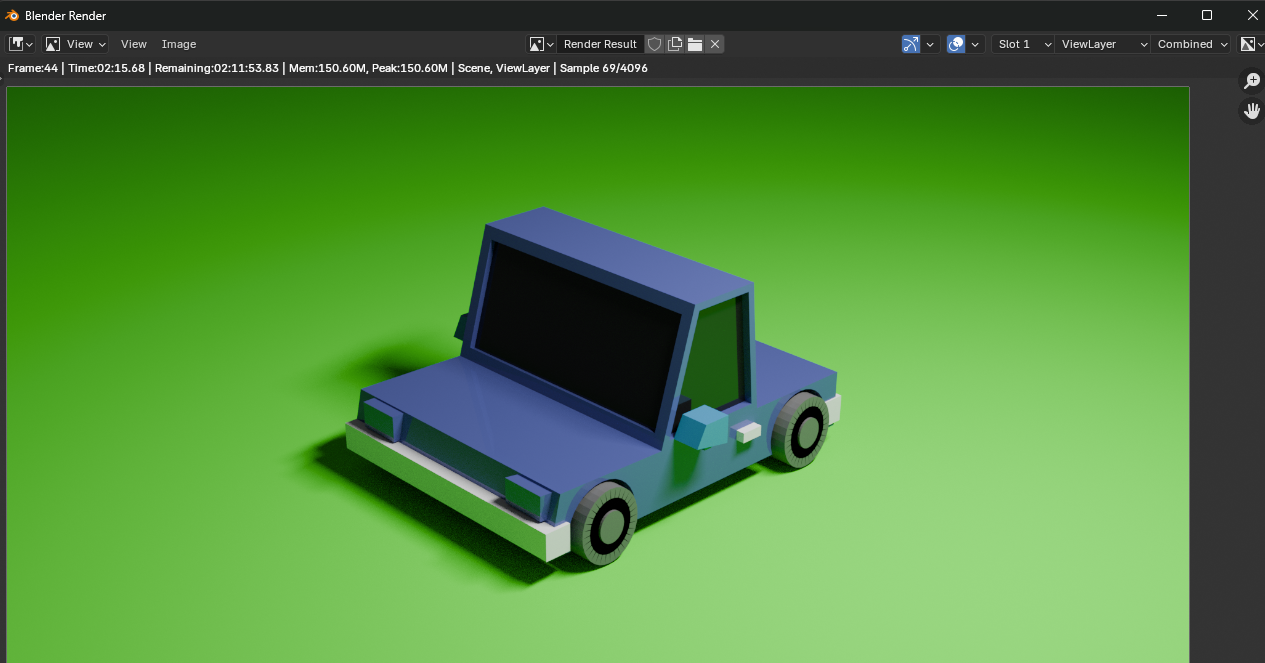 Blender Render
View View Image Render Result Slot 1 ViewLayer Combined
Frame:44 | Time:02:15.68 | Remaining:02:11:53.83 | Mem:150.60M, Peak:150.60M | Scene, ViewLayer | Sample 69/4096